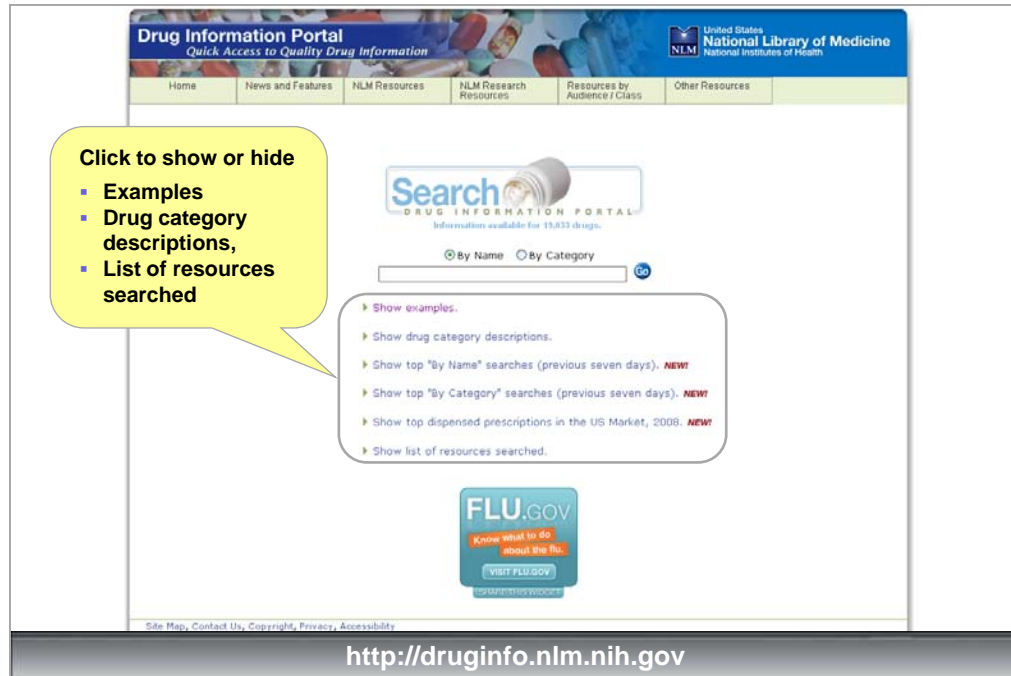 Drug Information Portal
Quick Access to Quality Drug Information
NLM
United States
National Library of Medicine
National Institutes of Health
Home
News and Features
NLM Resources
NLM Research
Resources
Resources by
Audience / Class
Other Resources
Click to show or hide
▪ Examples
▪ Drug category
descriptions,
▪ List of resources
searched
Search
DRUG INFORMATION PORTAL
Information available for 19,833 drugs.
By Name By Category
Go
Show examples.
Show drug category descriptions.
Show top "By Name" searches (previous seven days). NEW!
Show top "By Category" searches (previous seven days). NEW!
Show top dispensed prescriptions in the US Market, 2008. NEW!
Show list of resources searched.
FLU.GOV
Know what to do
about the flu.
VISIT FLU.GOV
SHARE THIS WIDGET
Site Map, Contact Us, Copyright, Privacy, Accessibility
http://druginfo.nlm.nih.gov